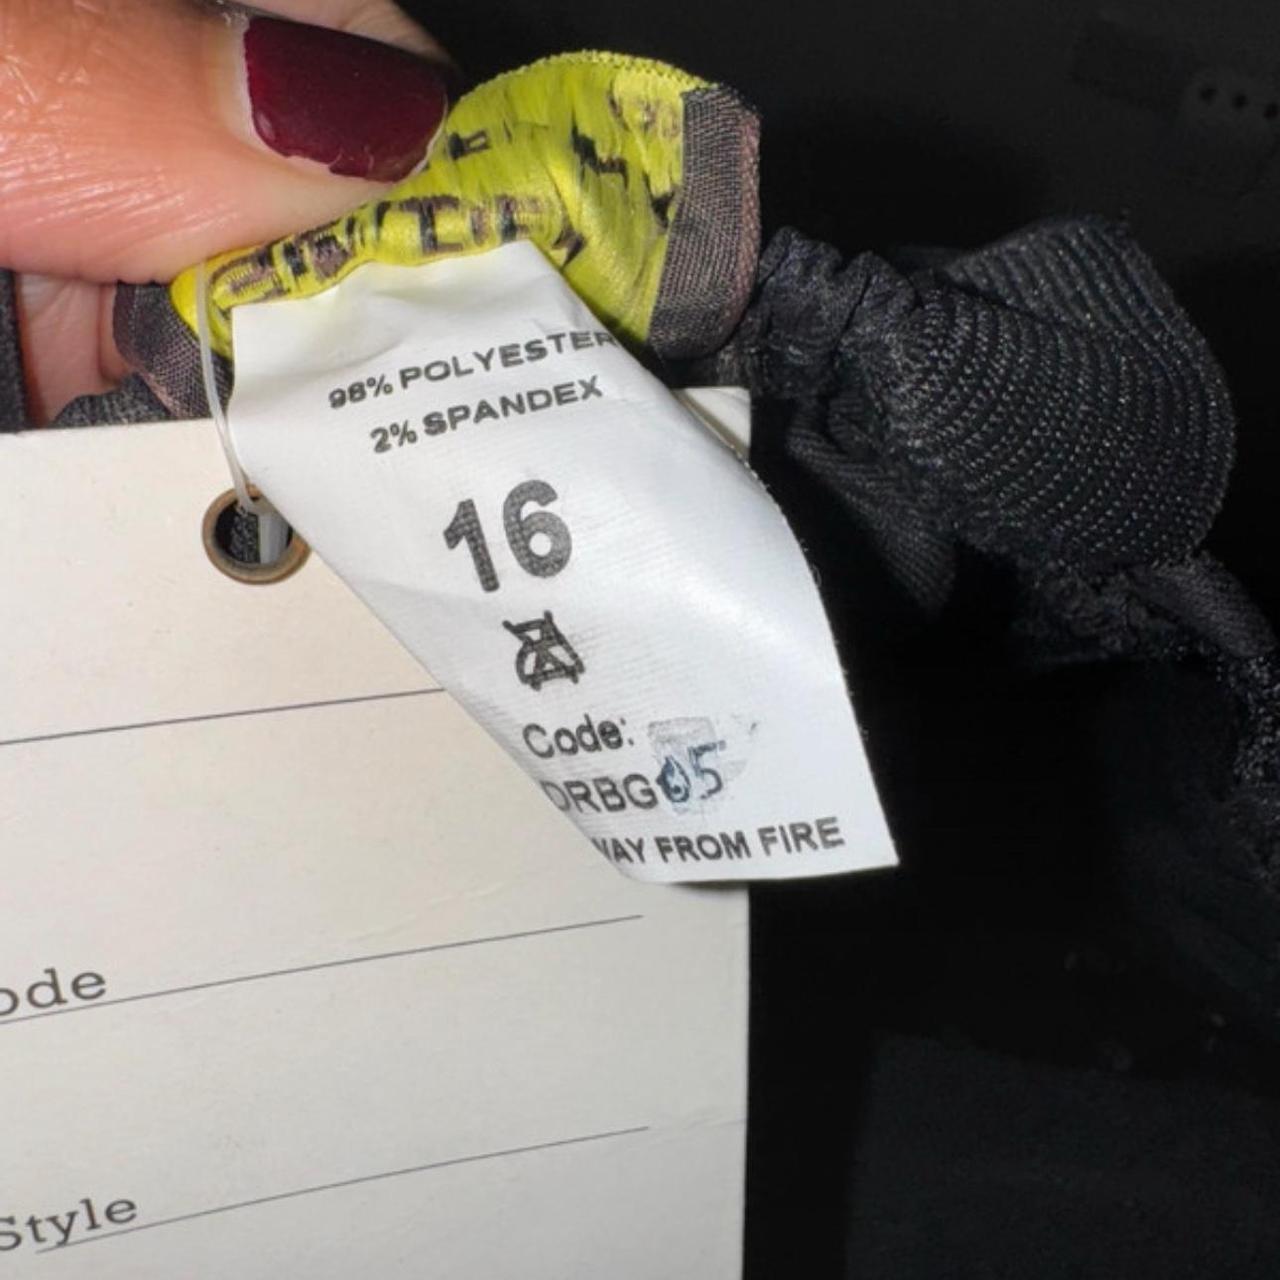 98% POLYESTER
2% SPANDEX
16
Code:
DRBG05
WAY FROM FIRE
ode
Style